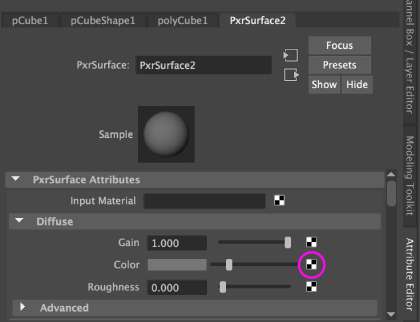 pCube1 pCubeShape1 polyCube1 PxrSurface2
Focus
PxrSurface: PxrSurface2
Presets
Show Hide
Sample
PxrSurface Attributes
Input Material
Diffuse
Gain 1.000
Color
Roughness 0.000
Advanced
annel Box / Layer Editor
Modeling Toolkit
Attribute Editor